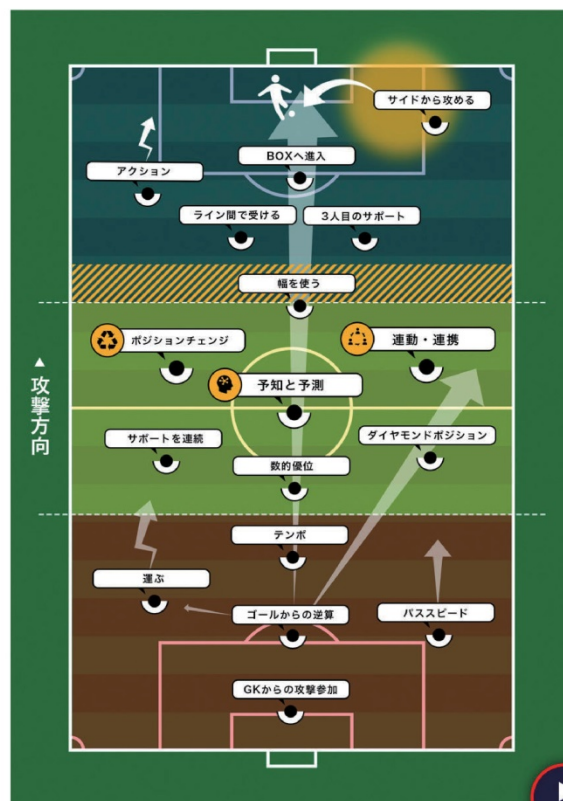 サイドから攻める
BOXへ進入
アクション
ライン間で受ける
3人目のサポート
幅を使う
ポジションチェンジ
連動・連携
予知と予測
▲攻撃方向
サポートを連続
ダイヤモンドポジション
数的優位
テンポ
運ぶ
ゴールからの逆算
パススピード
GKからの攻撃参加